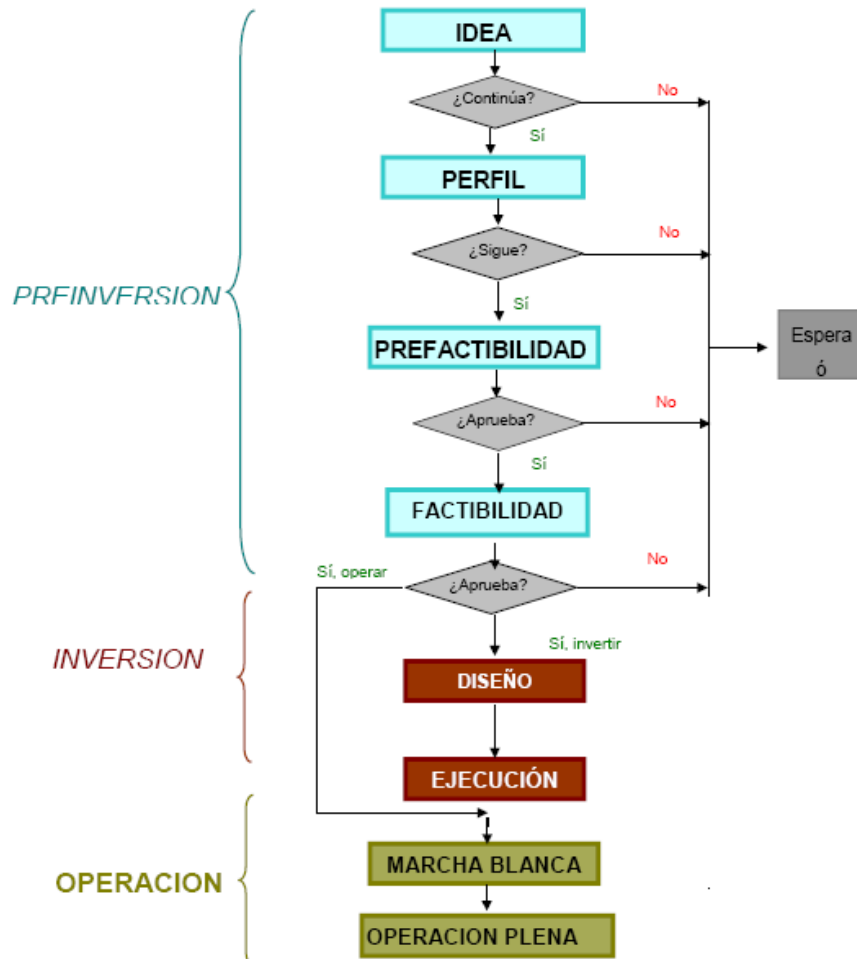 IDEA
¿Continúa?
No
Sí
PERFIL
¿Sigue?
No
Sí
PREINVERSION
PREFACTIBILIDAD
Espera
ó
¿Aprueba?
No
Sí
FACTIBILIDAD
Sí, operar
¿Aprueba?
No
Sí, invertir
INVERSION
DISEÑO
EJECUCIÓN
OPERACION
MARCHA BLANCA
OPERACION PLENA